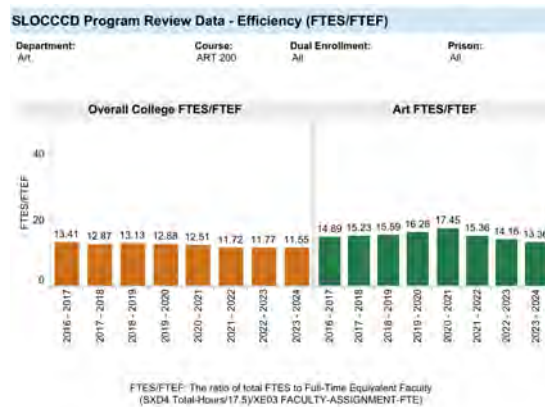 SLOCCCD Program Review Data - Efficiency (FTES/FTEF)
Department: Course: Dual Enrollment: Prison:
Art ART 200 All All
Overall College FTES/FTEF Art FTES/FTEF
FTES/FTEF
40
20
0
13.41 12.87 13.13 12.68 12.51 11.72 11.77 11.55
14.89 15.23 15.59 16.28 17.45 15.36 14.16 13.36
2016 - 2017 2017 - 2018 2018 - 2019 2019 - 2020 2020 - 2021 2021 - 2022 2022 - 2023 2023 - 2024
2016 - 2017 2017 - 2018 2018 - 2019 2019 - 2020 2020 - 2021 2021 - 2022 2022 - 2023 2023 - 2024
FTES/FTEF: The ratio of total FTES to Full-Time Equivalent Faculty
(SXD4 Total-Hours/17.5)/XE03 FACULTY-ASSIGNMENT-FTE)